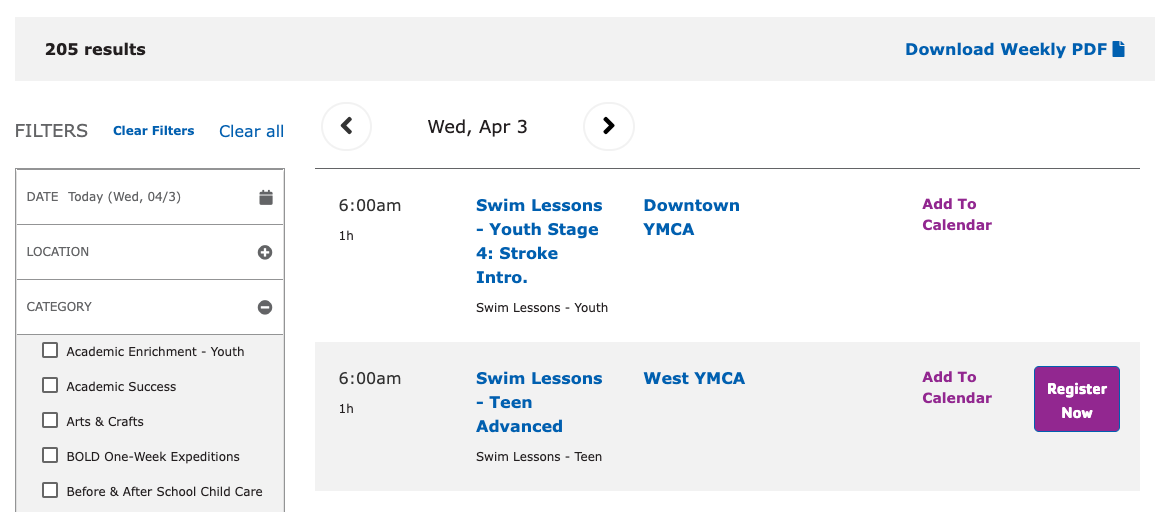 205 results
Download Weekly PDF
FILTERS
Clear Filters
Clear all
Wed, Apr 3
DATE Today (Wed, 04/3)
LOCATION
CATEGORY
Academic Enrichment - Youth
Academic Success
Arts & Crafts
BOLD One-Week Expeditions
Before & After School Child Care
6:00am
1h
Swim Lessons
- Youth Stage
4: Stroke
Intro.
Swim Lessons - Youth
Downtown
YMCA
Add To
Calendar
6:00am
1h
Swim Lessons
- Teen
Advanced
Swim Lessons - Teen
West YMCA
Add To
Calendar
Register
Now